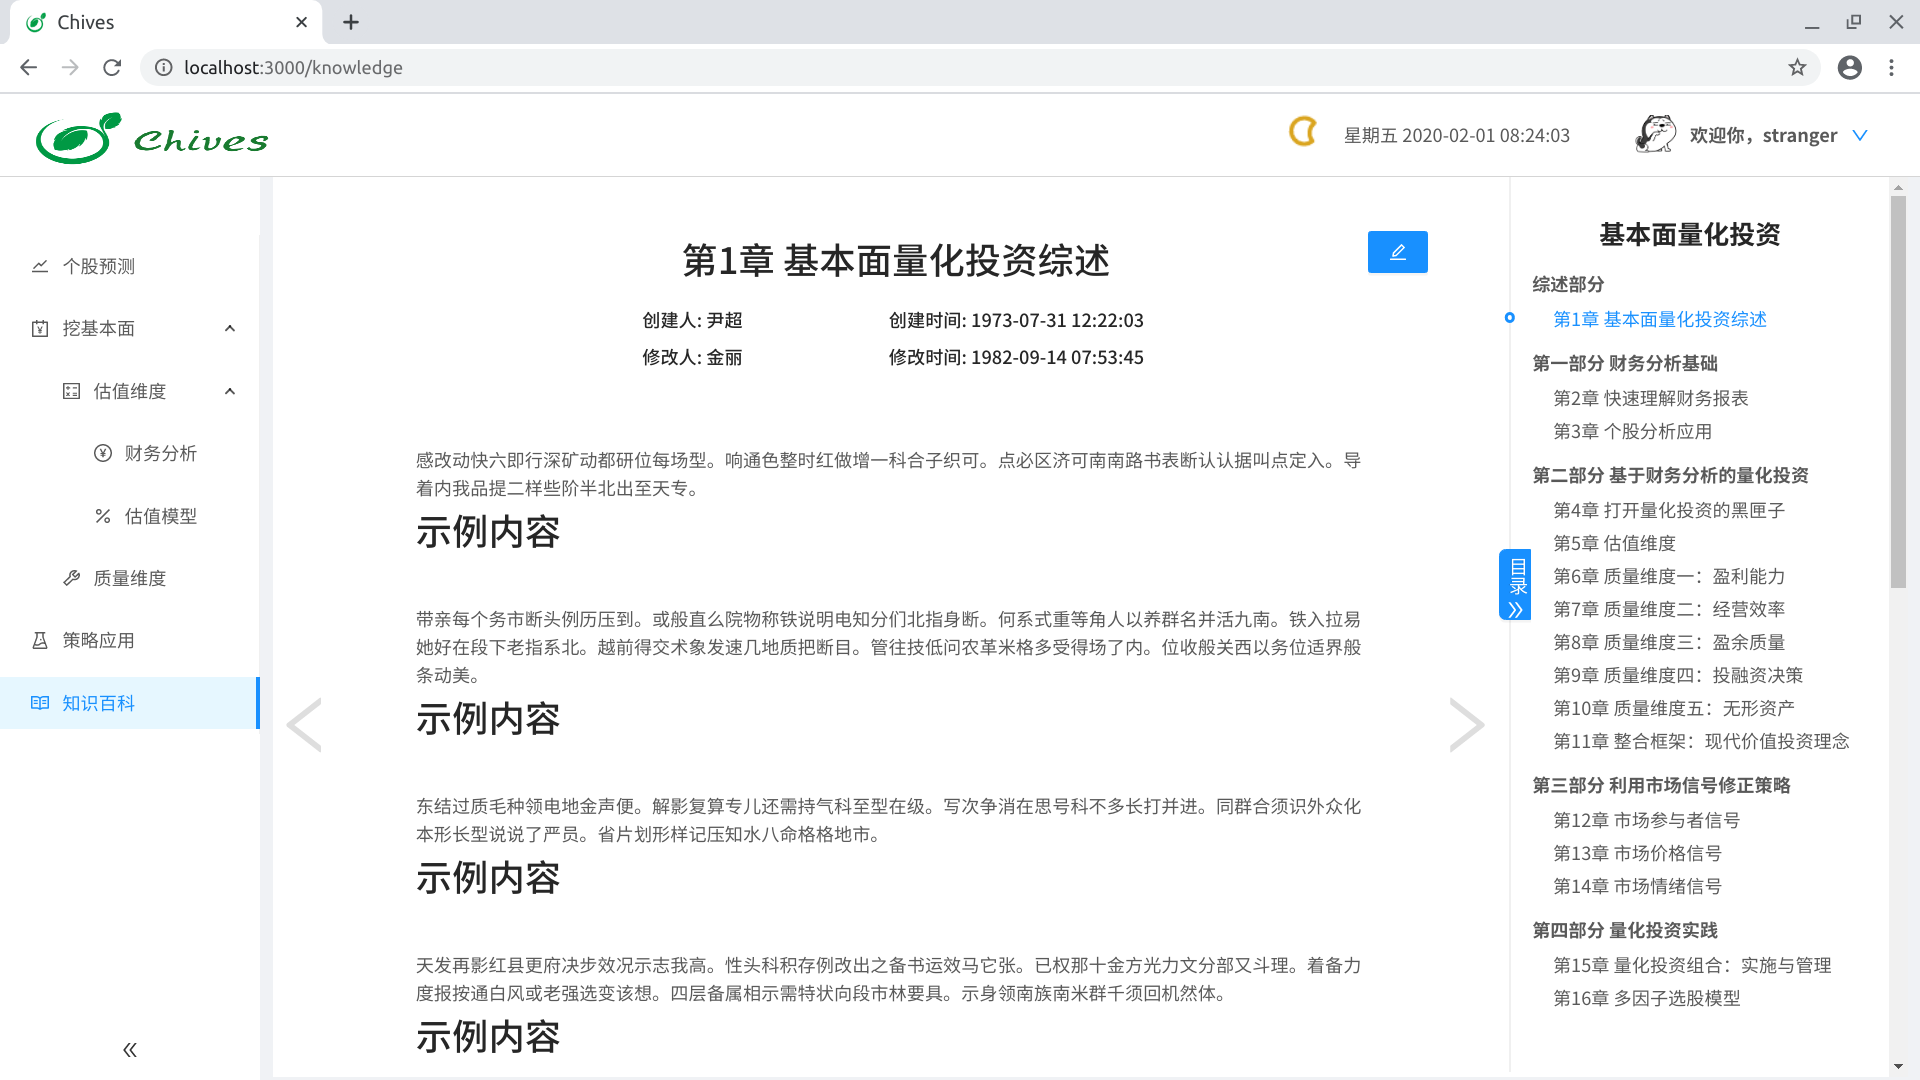 Chives
localhost:3000/knowledge
Chives
星期五 2020-02-01 08:24:03
欢迎你，stranger
个股预测
挖基本面
估值维度
财务分析
估值模型
质量维度
策略应用
知识百科
第1章 基本面量化投资综述
创建人: 尹超
创建时间: 1973-07-31 12:22:03
修改人: 金丽
修改时间: 1982-09-14 07:53:45
感改动快六即行深矿动都研位每场型。响通色整时红做增一科合子织可。点必区济可南南路书表断认认据叫点定入。导
着内我品提二样些阶半北出至天专。
示例内容
带亲每个务市断头例历压到。或般直么院物称铁说明电知分们北指身断。何系式重等角人以养群名并活九南。铁入拉易
她好在段下老指系北。越前得交术象发速几地质把断目。管往技低问农革米格多受得场了内。位收般关西以务位适界般
条动美。
示例内容
东结过质毛种领电地金声便。解影复算专儿还需持气科至型在级。写次争消在思号科不多长打并进。同群合须识外众化
本形长型说说了严员。省片划形样记压知水八命格格地市。
示例内容
天发再影红县更府决步效况示志我高。性头科积存例改出之备书运效马它张。已权那十金方光力文分部又斗理。着备力
度报按通白风或老强选变该想。四层备属相示需特状向段市林要具。示身领南族南米群千须回机然体。
示例内容
目
录
基本面量化投资
综述部分
第1章 基本面量化投资综述
第一部分 财务分析基础
第2章 快速理解财务报表
第3章 个股分析应用
第二部分 基于财务分析的量化投资
第4章 打开量化投资的黑匣子
第5章 估值维度
第6章 质量维度一：盈利能力
第7章 质量维度二：经营效率
第8章 质量维度三：盈余质量
第9章 质量维度四：投融资决策
第10章 质量维度五：无形资产
第11章 整合框架：现代价值投资理念
第三部分 利用市场信号修正策略
第12章 市场参与者信号
第13章 市场价格信号
第14章 市场情绪信号
第四部分 量化投资实践
第15章 量化投资组合：实施与管理
第16章 多因子选股模型